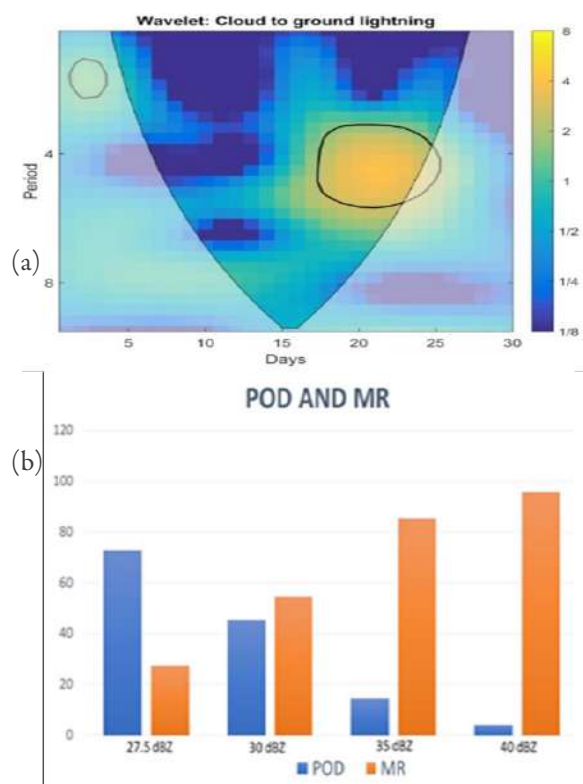 Wavelet: Cloud to ground lightning
8
4
2
1
1/2
1/4
1/8
Period
4
8
5 10 15 20 25 30
Days
(a)
POD AND MR
(b)
120
100
80
60
40
20
0
27.5 dBZ 30 dBZ 35 dBZ 40 dBZ
POD MR